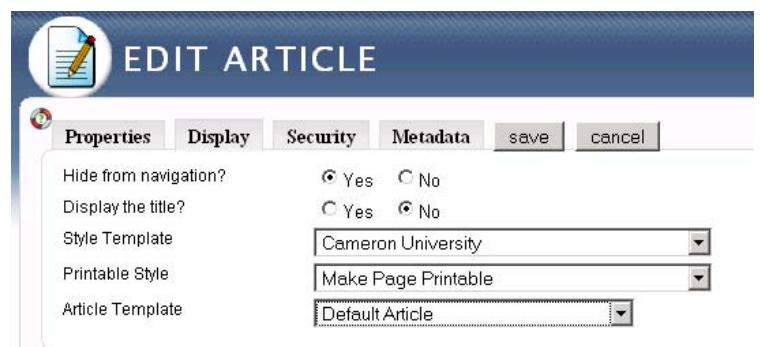 EDIT ARTICLE
Properties Display Security Metadata save cancel
Hide from navigation? Yes No
Display the title? Yes No
Style Template Cameron University
Printable Style Make Page Printable
Article Template Default Article